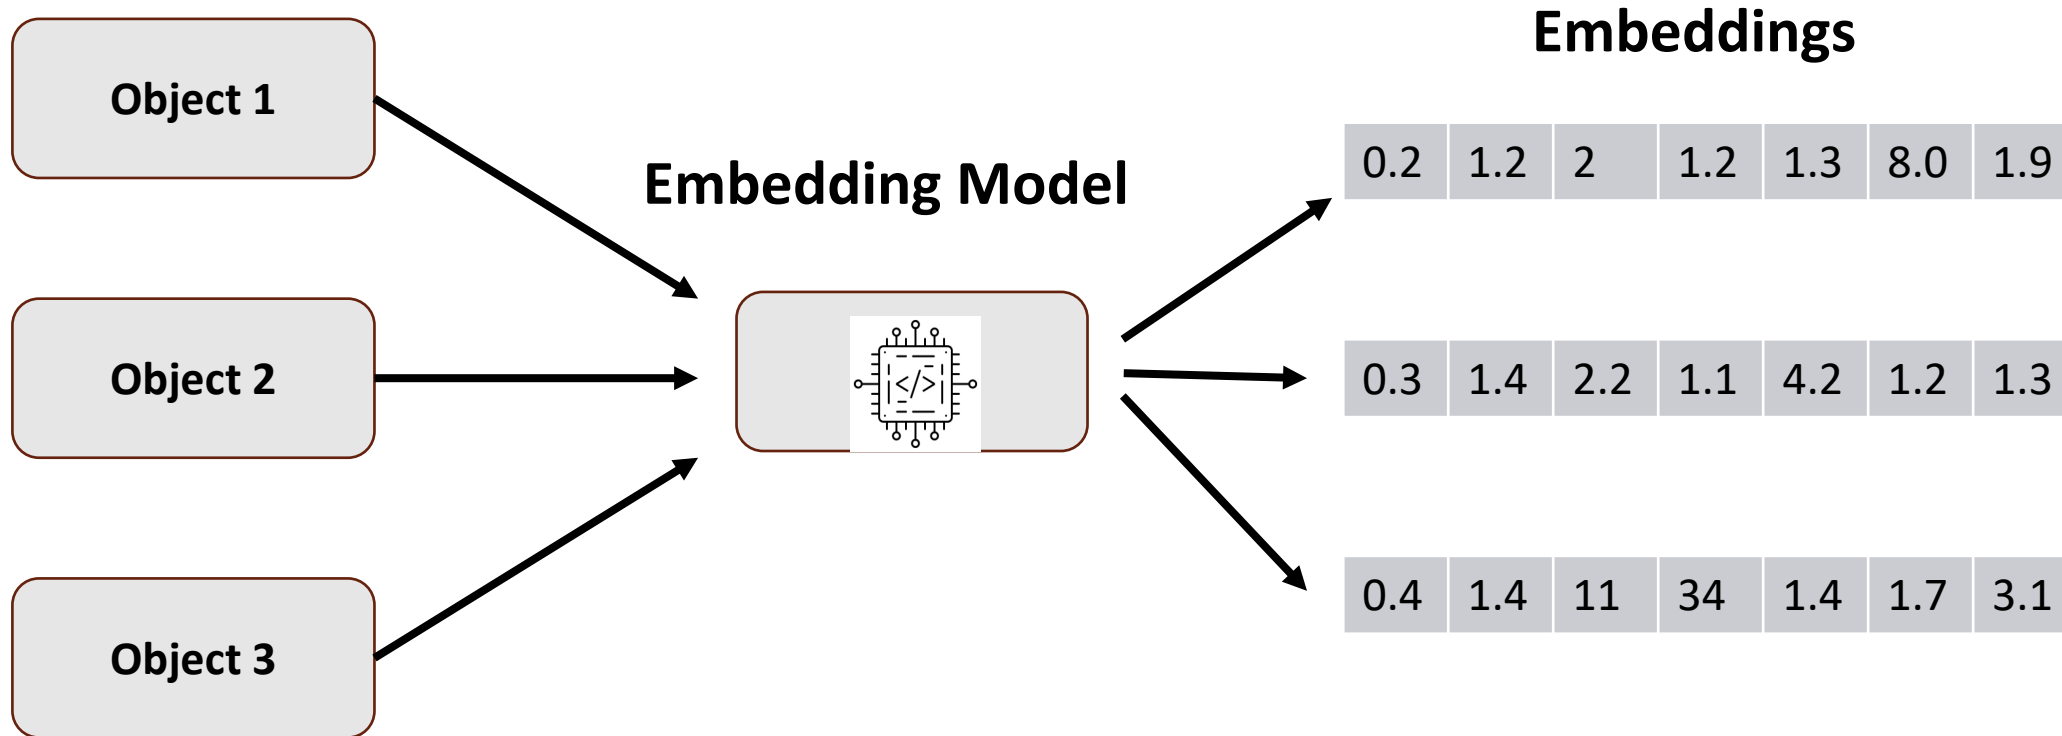 Embeddings
Object 1
0.2 1.2 2 1.2 1.3 8.0 1.9
Embedding Model
Object 2
</>
0.3 1.4 2.2 1.1 4.2 1.2 1.3
0.4 1.4 11 34 1.4 1.7 3.1
Object 3